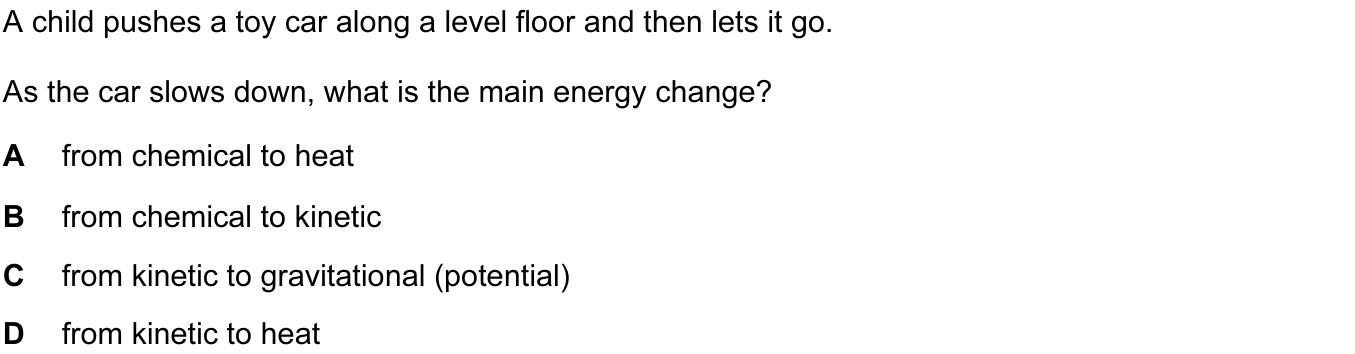 A child pushes a toy car along a level floor and then lets it go.
As the car slows down, what is the main energy change?
A from chemical to heat
B from chemical to kinetic
C from kinetic to gravitational (potential)
D from kinetic to heat